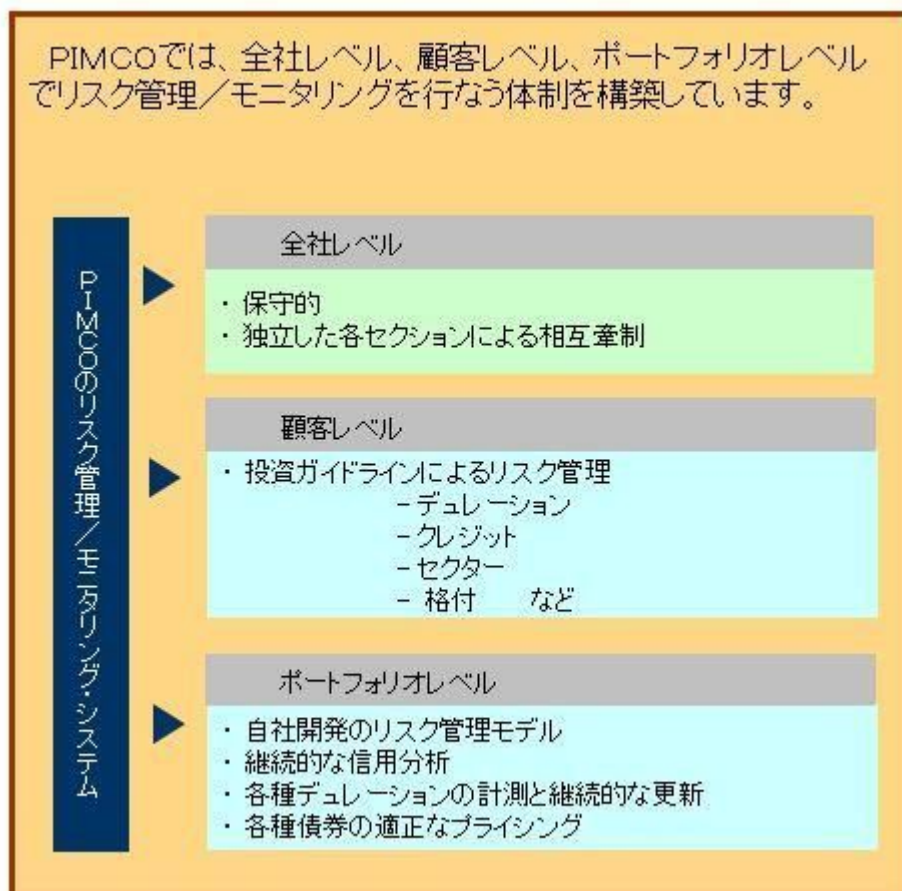 PIMCOでは、全社レベル、顧客レベル、ポートフォリオレベル
でリスク管理／モニタリングを行なう体制を構築しています。
PIMCOのリスク管理／モニタリング・システム
全社レベル
・ 保守的
・ 独立した各セクションによる相互牽制
顧客レベル
・ 投資ガイドラインによるリスク管理
－デュレーション
－クレジット
－セクター
－ 格付　　など
ポートフォリオレベル
・ 自社開発のリスク管理モデル
・ 継続的な信用分析
・ 各種デュレーションの計測と継続的な更新
・ 各種債券の適正なプライシング